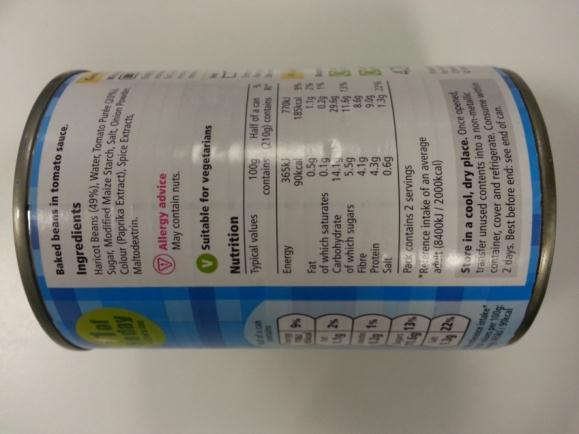 Baked beans in tomato sauce.
Ingredients
Haricot Beans (49%), Water, Tomato Purée (20%),
Sugar, Modified Maize Starch, Salt, Onion Powder,
Colour (Paprika Extract), Spice Extracts,
Maltodextrin.
Allergy advice
May contain nuts.
V Suitable for vegetarians
Nutrition
Typical values 100g contains Half of a can (210g) contains
Energy 365kJ 770kJ
90kcal 185kcal 9%
Fat 0.5g 1.1g 2%
of which saturates 0.1g 0.2g 1%
Carbohydrate 14.1g 29.6g
of which sugars 5.5g 11.6g 13%
Fibre 4.1g 8.6g
Protein 4.3g 9.0g
Salt 0.6g 1.3g 22%
Pack contains 2 servings
*Reference intake of an average
adult (8400kJ / 2000kcal)
Store in a cool, dry place. Once opened,
transfer unused contents into a non-metallic
container, cover and refrigerate. Consume within
2 days. Best before end: see end of can.
9%
2%
1%
13%
22%